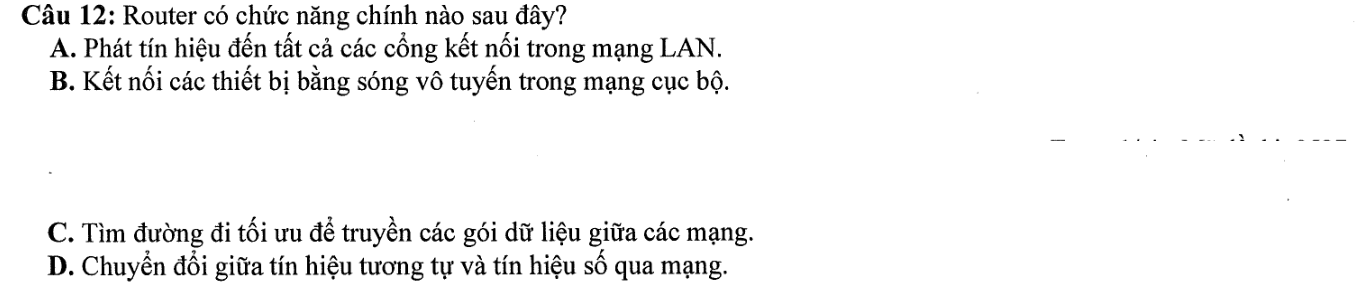 Câu 12: Router có chức năng chính nào sau đây?
A. Phát tín hiệu đến tất cả các cổng kết nối trong mạng LAN.
B. Kết nối các thiết bị bằng sóng vô tuyến trong mạng cục bộ.
C. Tìm đường đi tối ưu để truyền các gói dữ liệu giữa các mạng.
D. Chuyển đổi giữa tín hiệu tương tự và tín hiệu số qua mạng.